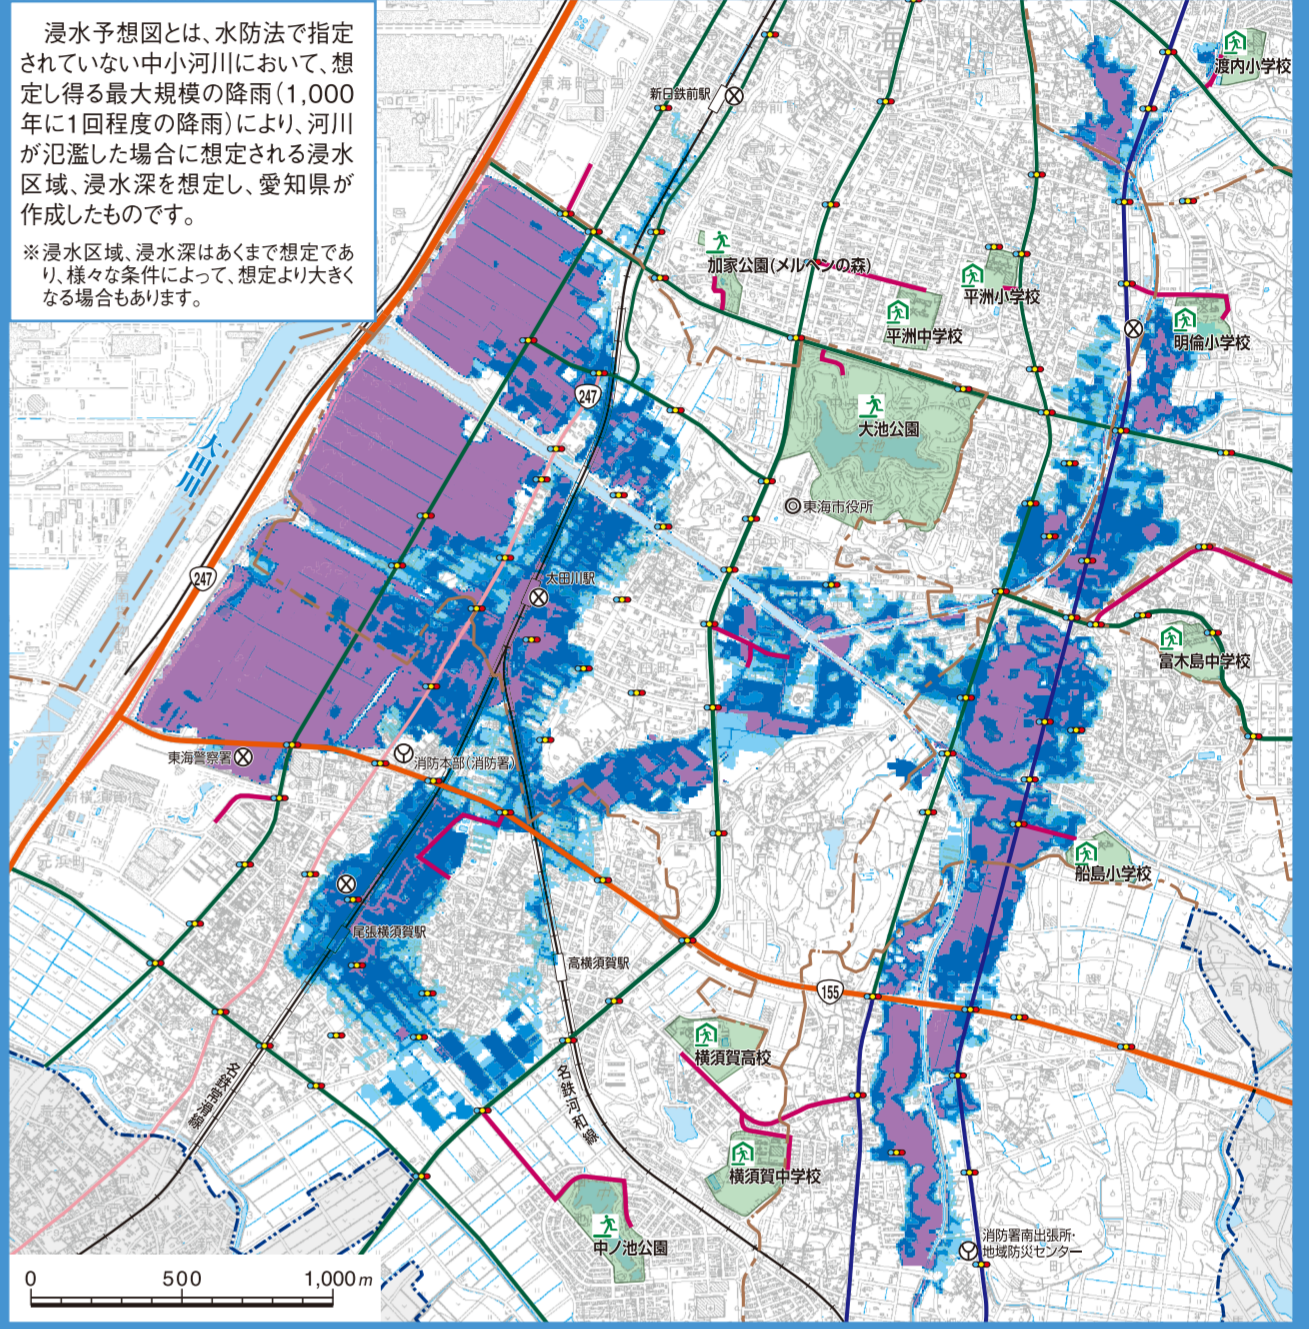 浸水予想図とは、水防法で指定
されていない中小河川において、想
定し得る最大規模の降雨(1,000
年に1回程度の降雨)により、河川
が氾濫した場合に想定される浸水
区域、浸水深を想定し、愛知県が
作成したものです。
※浸水区域、浸水深はあくまで想定であ
り、様々な条件によって、想定より大きく
なる場合もあります。
渡内小学校
新日鉄前駅
加家公園(メルヘンの森)
平洲小学校
平洲中学校
明倫小学校
247
大池公園
東海市役所
大田川
247
太田川駅
富木島中学校
東海警察署
消防本部(消防署)
船島小学校
尾張横須賀駅
高横須賀駅
155
横須賀高校
名鉄常滑線
名鉄河和線
横須賀中学校
中ノ池公園
消防署南出張所・
地域防災センター
0 500 1,000m